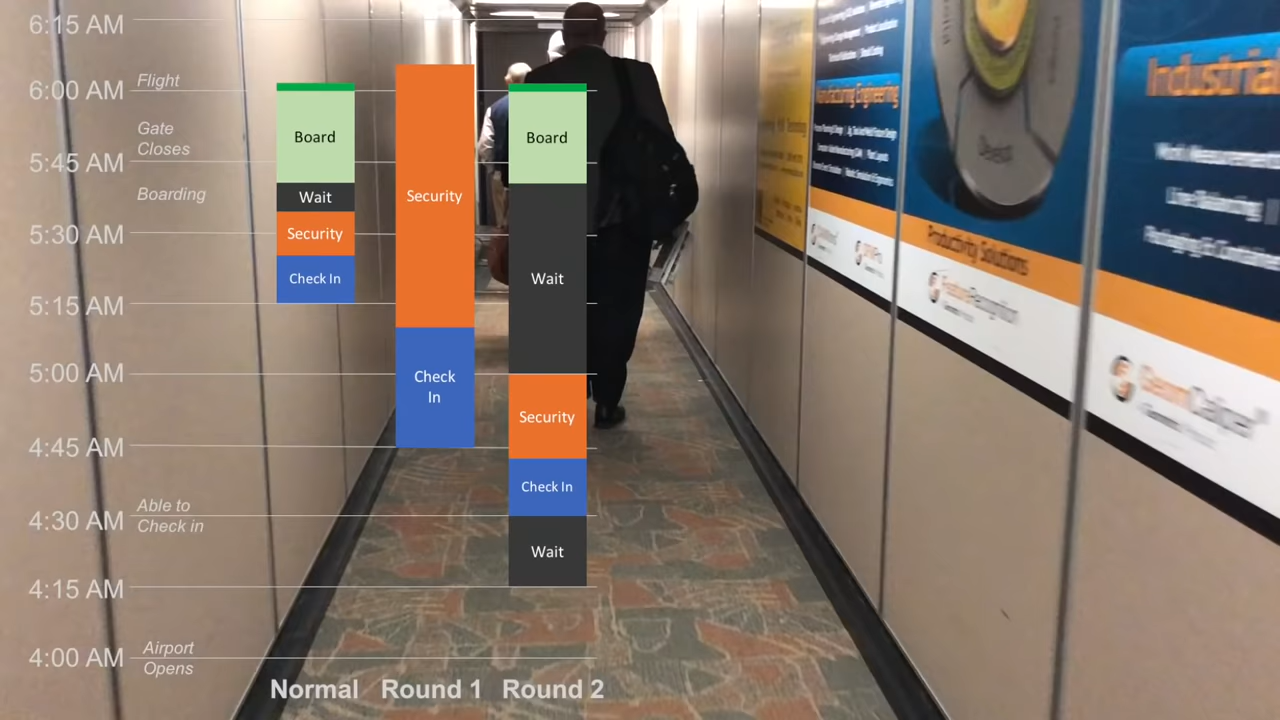 6:15 AM
Flight
6:00 AM
Gate
Closes
5:45 AM
Boarding
5:30 AM
5:15 AM
5:00 AM
4:45 AM
Able to
Check in
4:30 AM
4:15 AM
Airport
Opens
4:00 AM
Board
Wait
Security
Check In
Security
Check
In
Board
Wait
Security
Check In
Wait
Normal Round 1 Round 2
Manufacturing Engineering
Productivity Solutions
Industrial